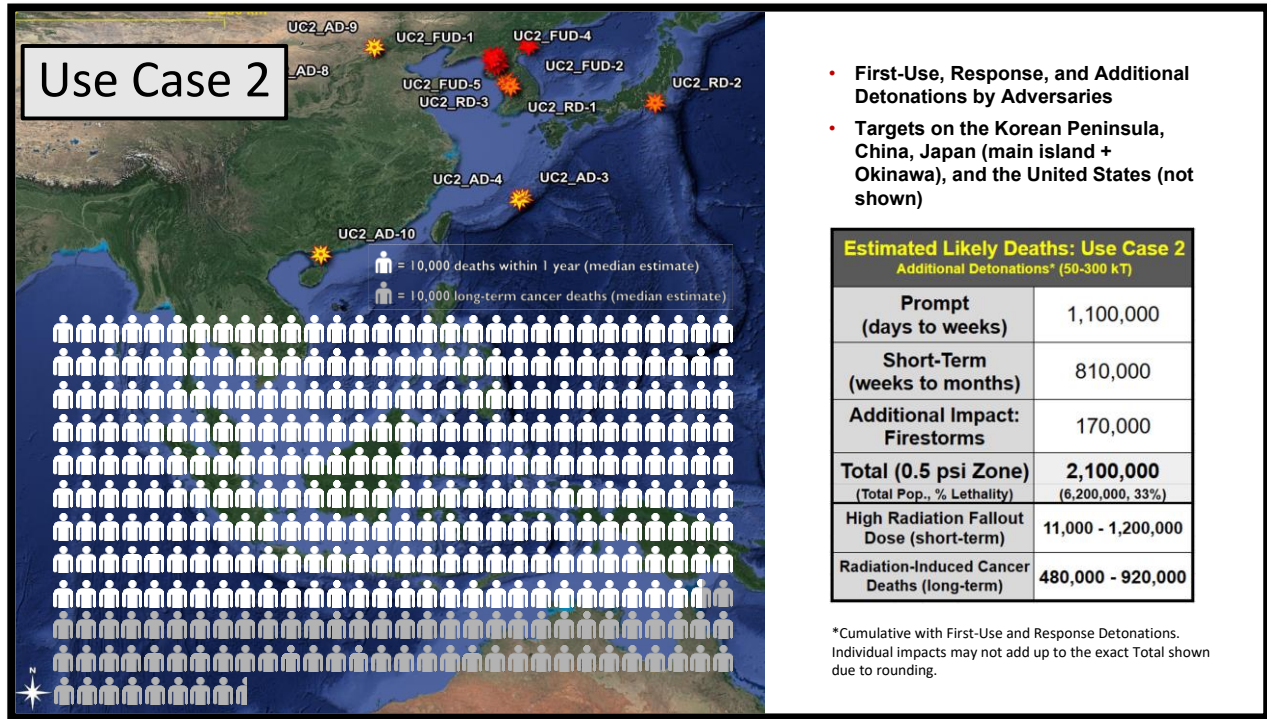 UC2_AD-9
UC2_FUD-1
UC2_FUD-4
Use Case 2
_AD-8
UC2_FUD-2
UC2_FUD-5
UC2_RD-2
UC2_RD-3
UC2_RD-1
UC2_AD-4
UC2_AD-3
UC2_AD-10
= 10,000 deaths within 1 year (median estimate)
= 10,000 long-term cancer deaths (median estimate)
N
• First-Use, Response, and Additional
Detonations by Adversaries
• Targets on the Korean Peninsula,
China, Japan (main island +
Okinawa), and the United States (not
shown)
Estimated Likely Deaths: Use Case 2
Additional Detonations* (50-300 kT)
Prompt
(days to weeks)
1,100,000
Short-Term
(weeks to months)
810,000
Additional Impact:
Firestorms
170,000
Total (0.5 psi Zone)
2,100,000
(Total Pop., % Lethality)
(6,200,000, 33%)
High Radiation Fallout
Dose (short-term)
11,000 - 1,200,000
Radiation-Induced Cancer
Deaths (long-term)
480,000 - 920,000
*Cumulative with First-Use and Response Detonations.
Individual impacts may not add up to the exact Total shown
due to rounding.